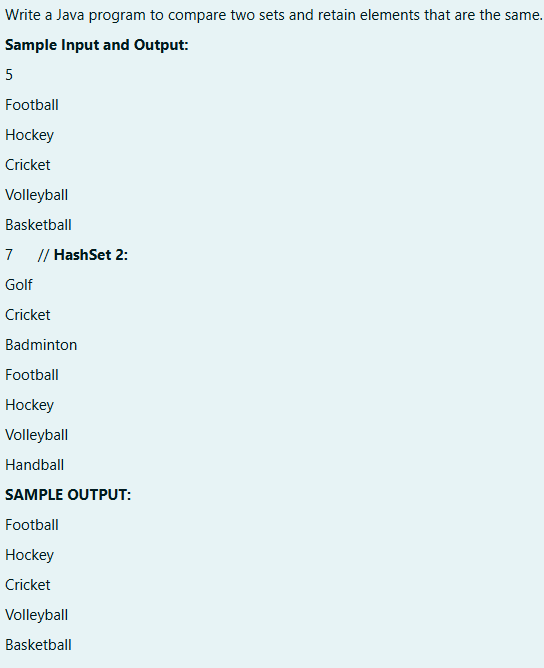 Write a Java program to compare two sets and retain elements that are the same.
Sample Input and Output:
5
Football
Hockey
Cricket
Volleyball
Basketball
7 // HashSet 2:
Golf
Cricket
Badminton
Football
Hockey
Volleyball
Handball
SAMPLE OUTPUT:
Football
Hockey
Cricket
Volleyball
Basketball